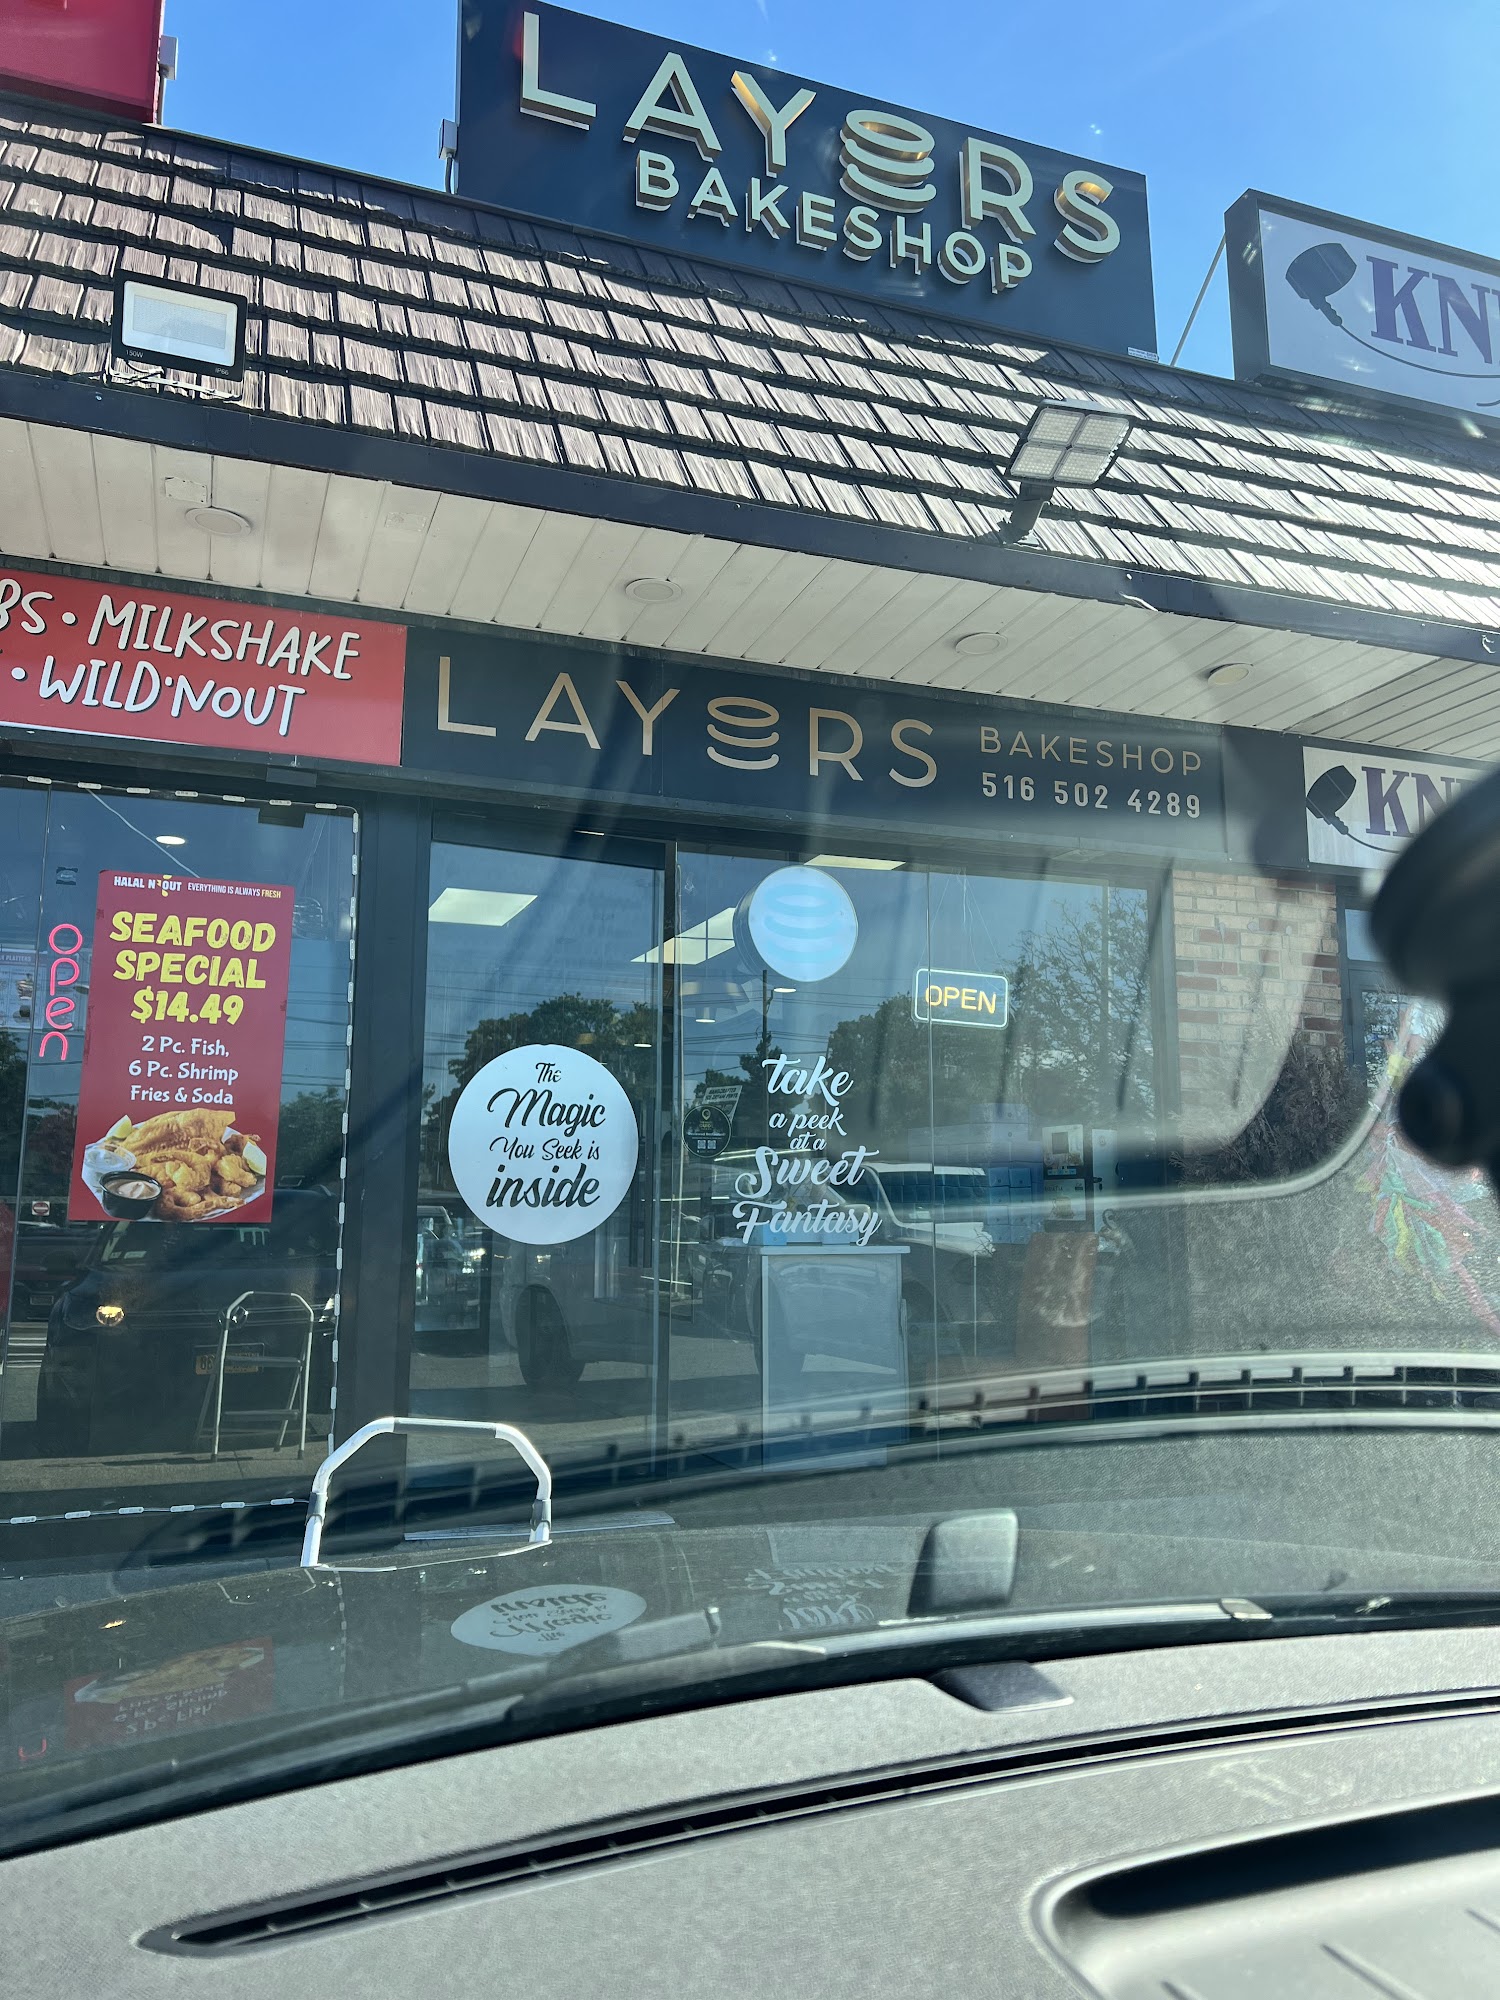 LAYERS
BAKESHOP
150W
IP66
MILKSHAKE
• WILD'NOUT
LAYERS
BAKESHOP
516 502 4289
open
HALAL N OUT EVERYTHING IS ALWAYS FRESH
SEAFOOD
SPECIAL
$14.49
2 Pc. Fish,
6 Pc. Shrimp
Fries & Soda
The
Magic
You Seek is
inside
OPEN
take
a peek
at a
Sweet
Fantasy